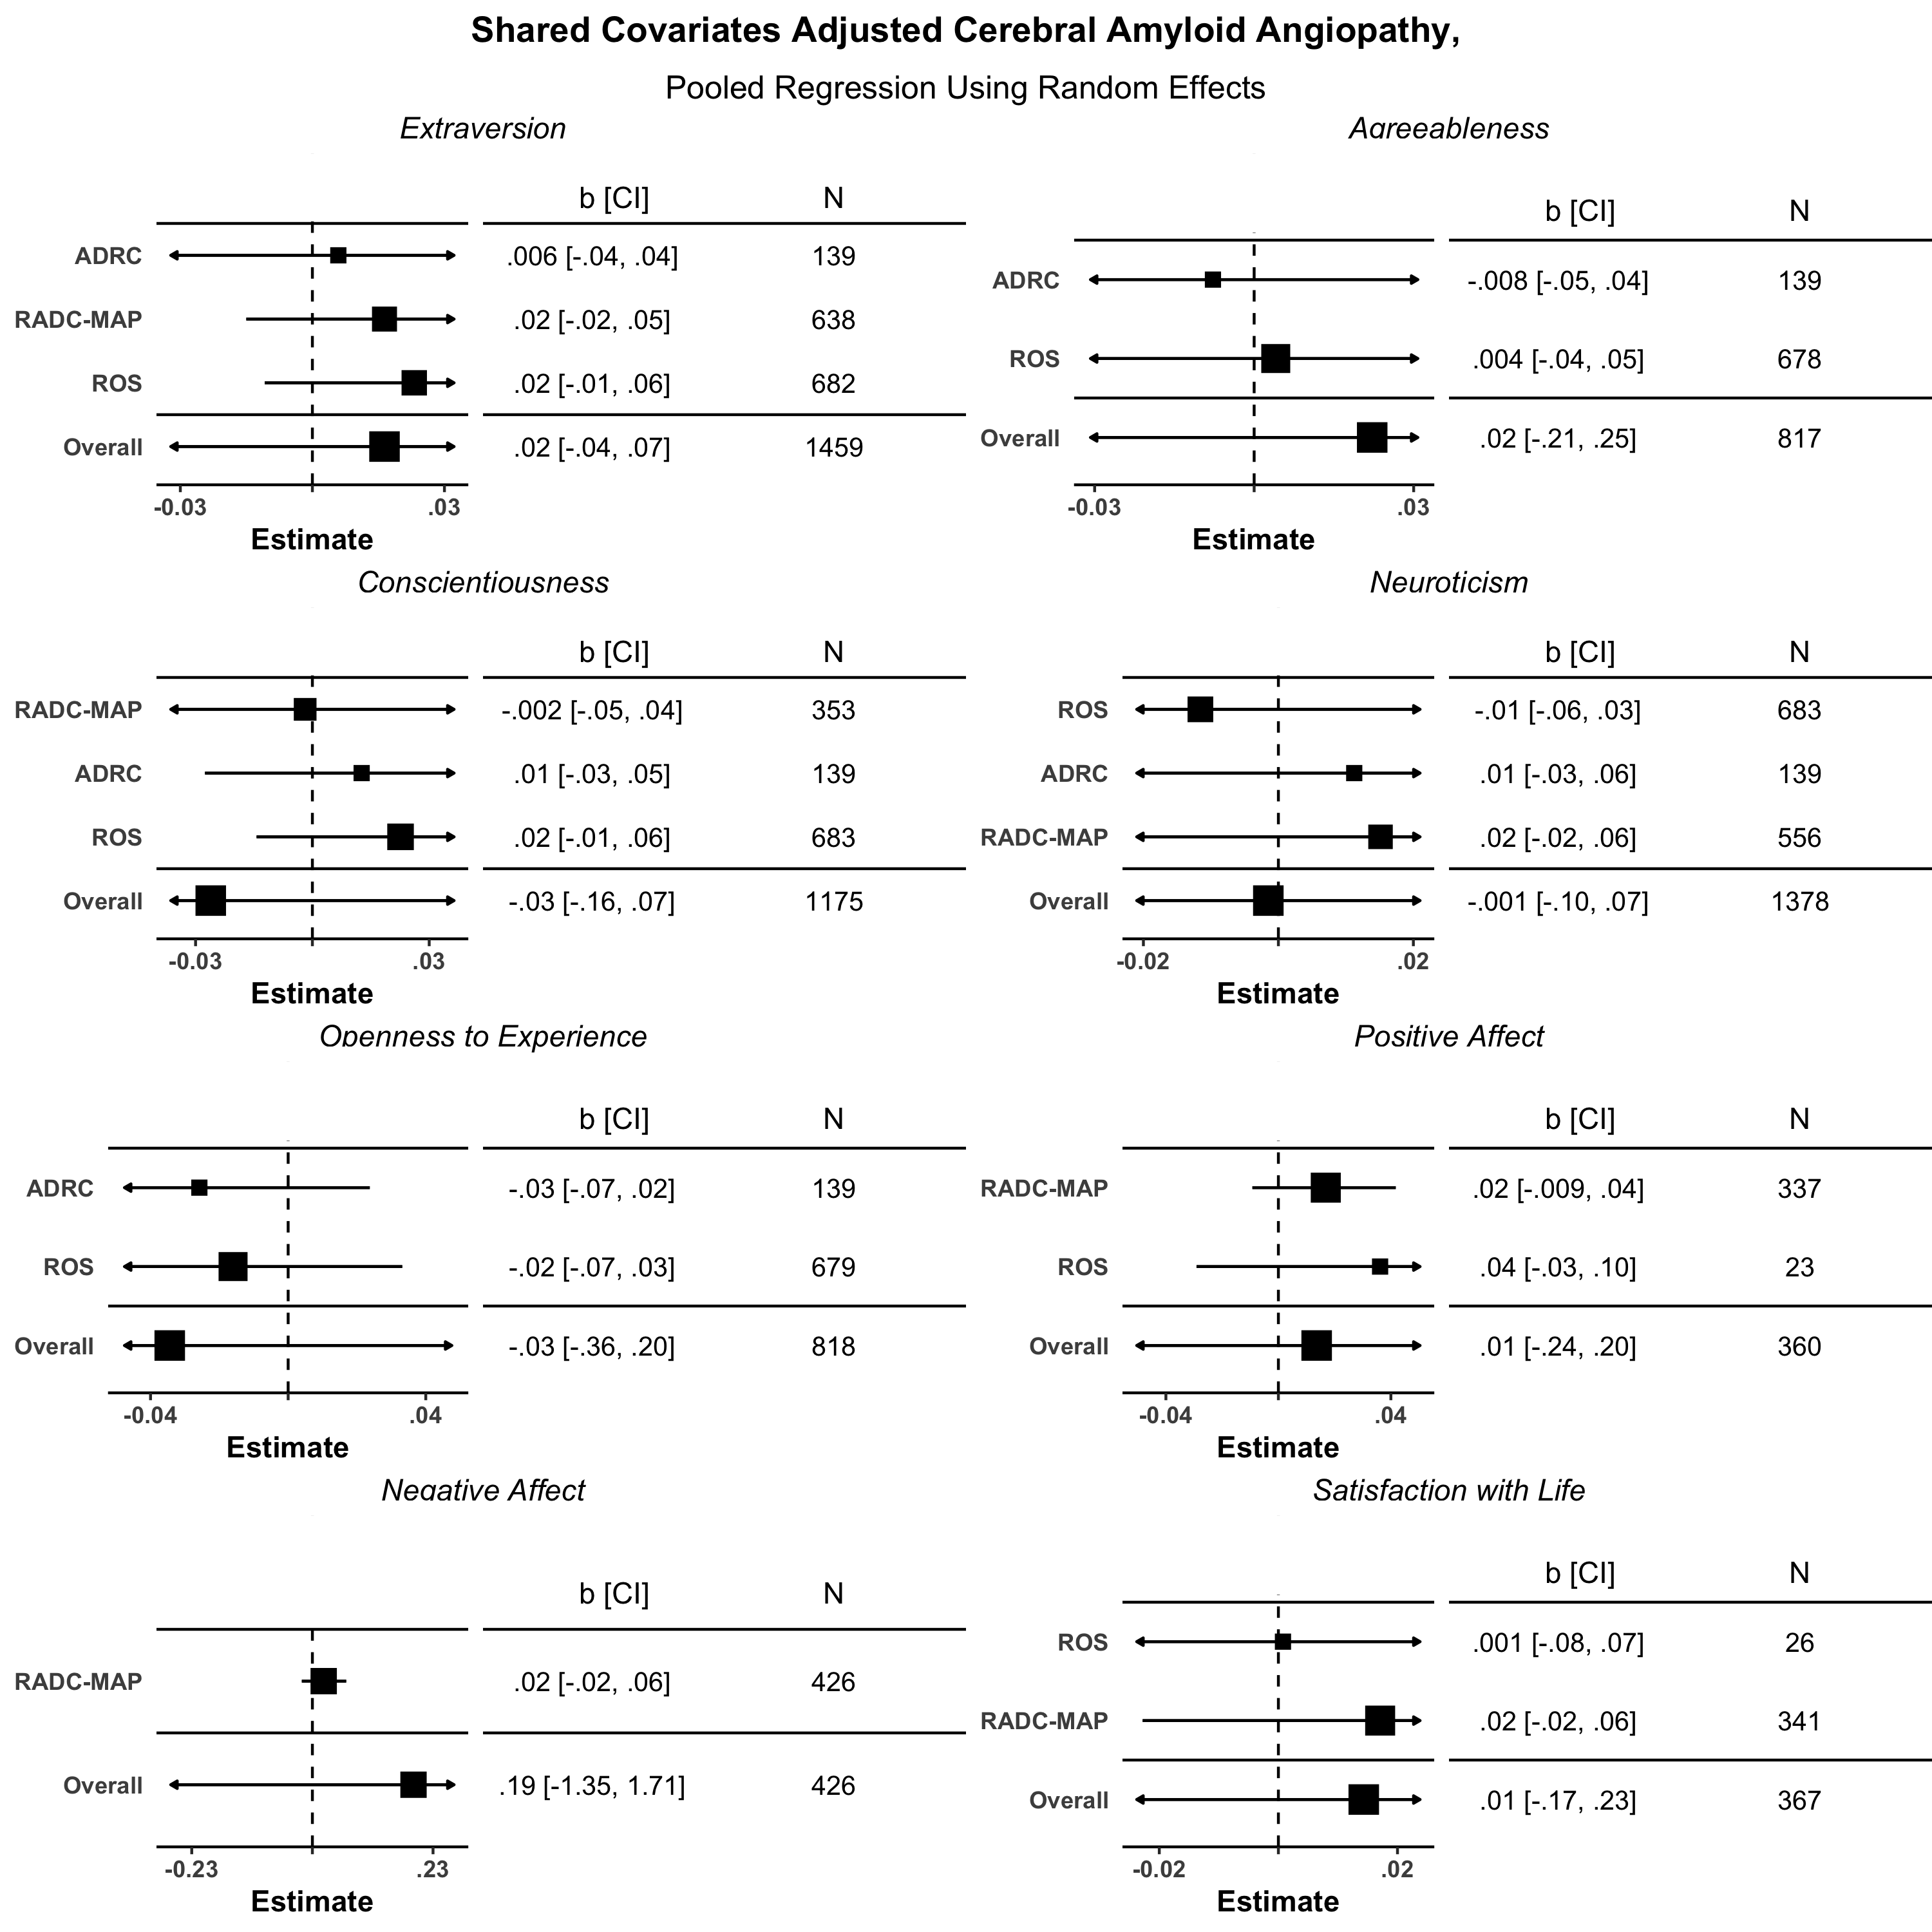 Shared Covariates Adjusted Cerebral Amyloid Angiopathy,
Pooled Regression Using Random Effects
Extraversion
b [CI] N
ADRC .006 [-.04, .04] 139
RADC-MAP .02 [-.02, .05] 638
ROS .02 [-.01, .06] 682
Overall .02 [-.04, .07] 1459
-0.03 .03
Estimate
Agreeableness
b [CI] N
ADRC -.008 [-.05, .04] 139
ROS .004 [-.04, .05] 678
Overall .02 [-.21, .25] 817
-0.03 .03
Estimate
Conscientiousness
b [CI] N
RADC-MAP -.002 [-.05, .04] 353
ADRC .01 [-.03, .05] 139
ROS .02 [-.01, .06] 683
Overall -.03 [-.16, .07] 1175
-0.03 .03
Estimate
Neuroticism
b [CI] N
ROS -.01 [-.06, .03] 683
ADRC .01 [-.03, .06] 139
RADC-MAP .02 [-.02, .06] 556
Overall -.001 [-.10, .07] 1378
-0.02 .02
Estimate
Openness to Experience
b [CI] N
ADRC -.03 [-.07, .02] 139
ROS -.02 [-.07, .03] 679
Overall -.03 [-.36, .20] 818
-0.04 .04
Estimate
Positive Affect
b [CI] N
RADC-MAP .02 [-.009, .04] 337
ROS .04 [-.03, .10] 23
Overall .01 [-.24, .20] 360
-0.04 .04
Estimate
Negative Affect
b [CI] N
RADC-MAP .02 [-.02, .06] 426
Overall .19 [-1.35, 1.71] 426
-0.23 .23
Estimate
Satisfaction with Life
b [CI] N
ROS .001 [-.08, .07] 26
RADC-MAP .02 [-.02, .06] 341
Overall .01 [-.17, .23] 367
-0.02 .02
Estimate